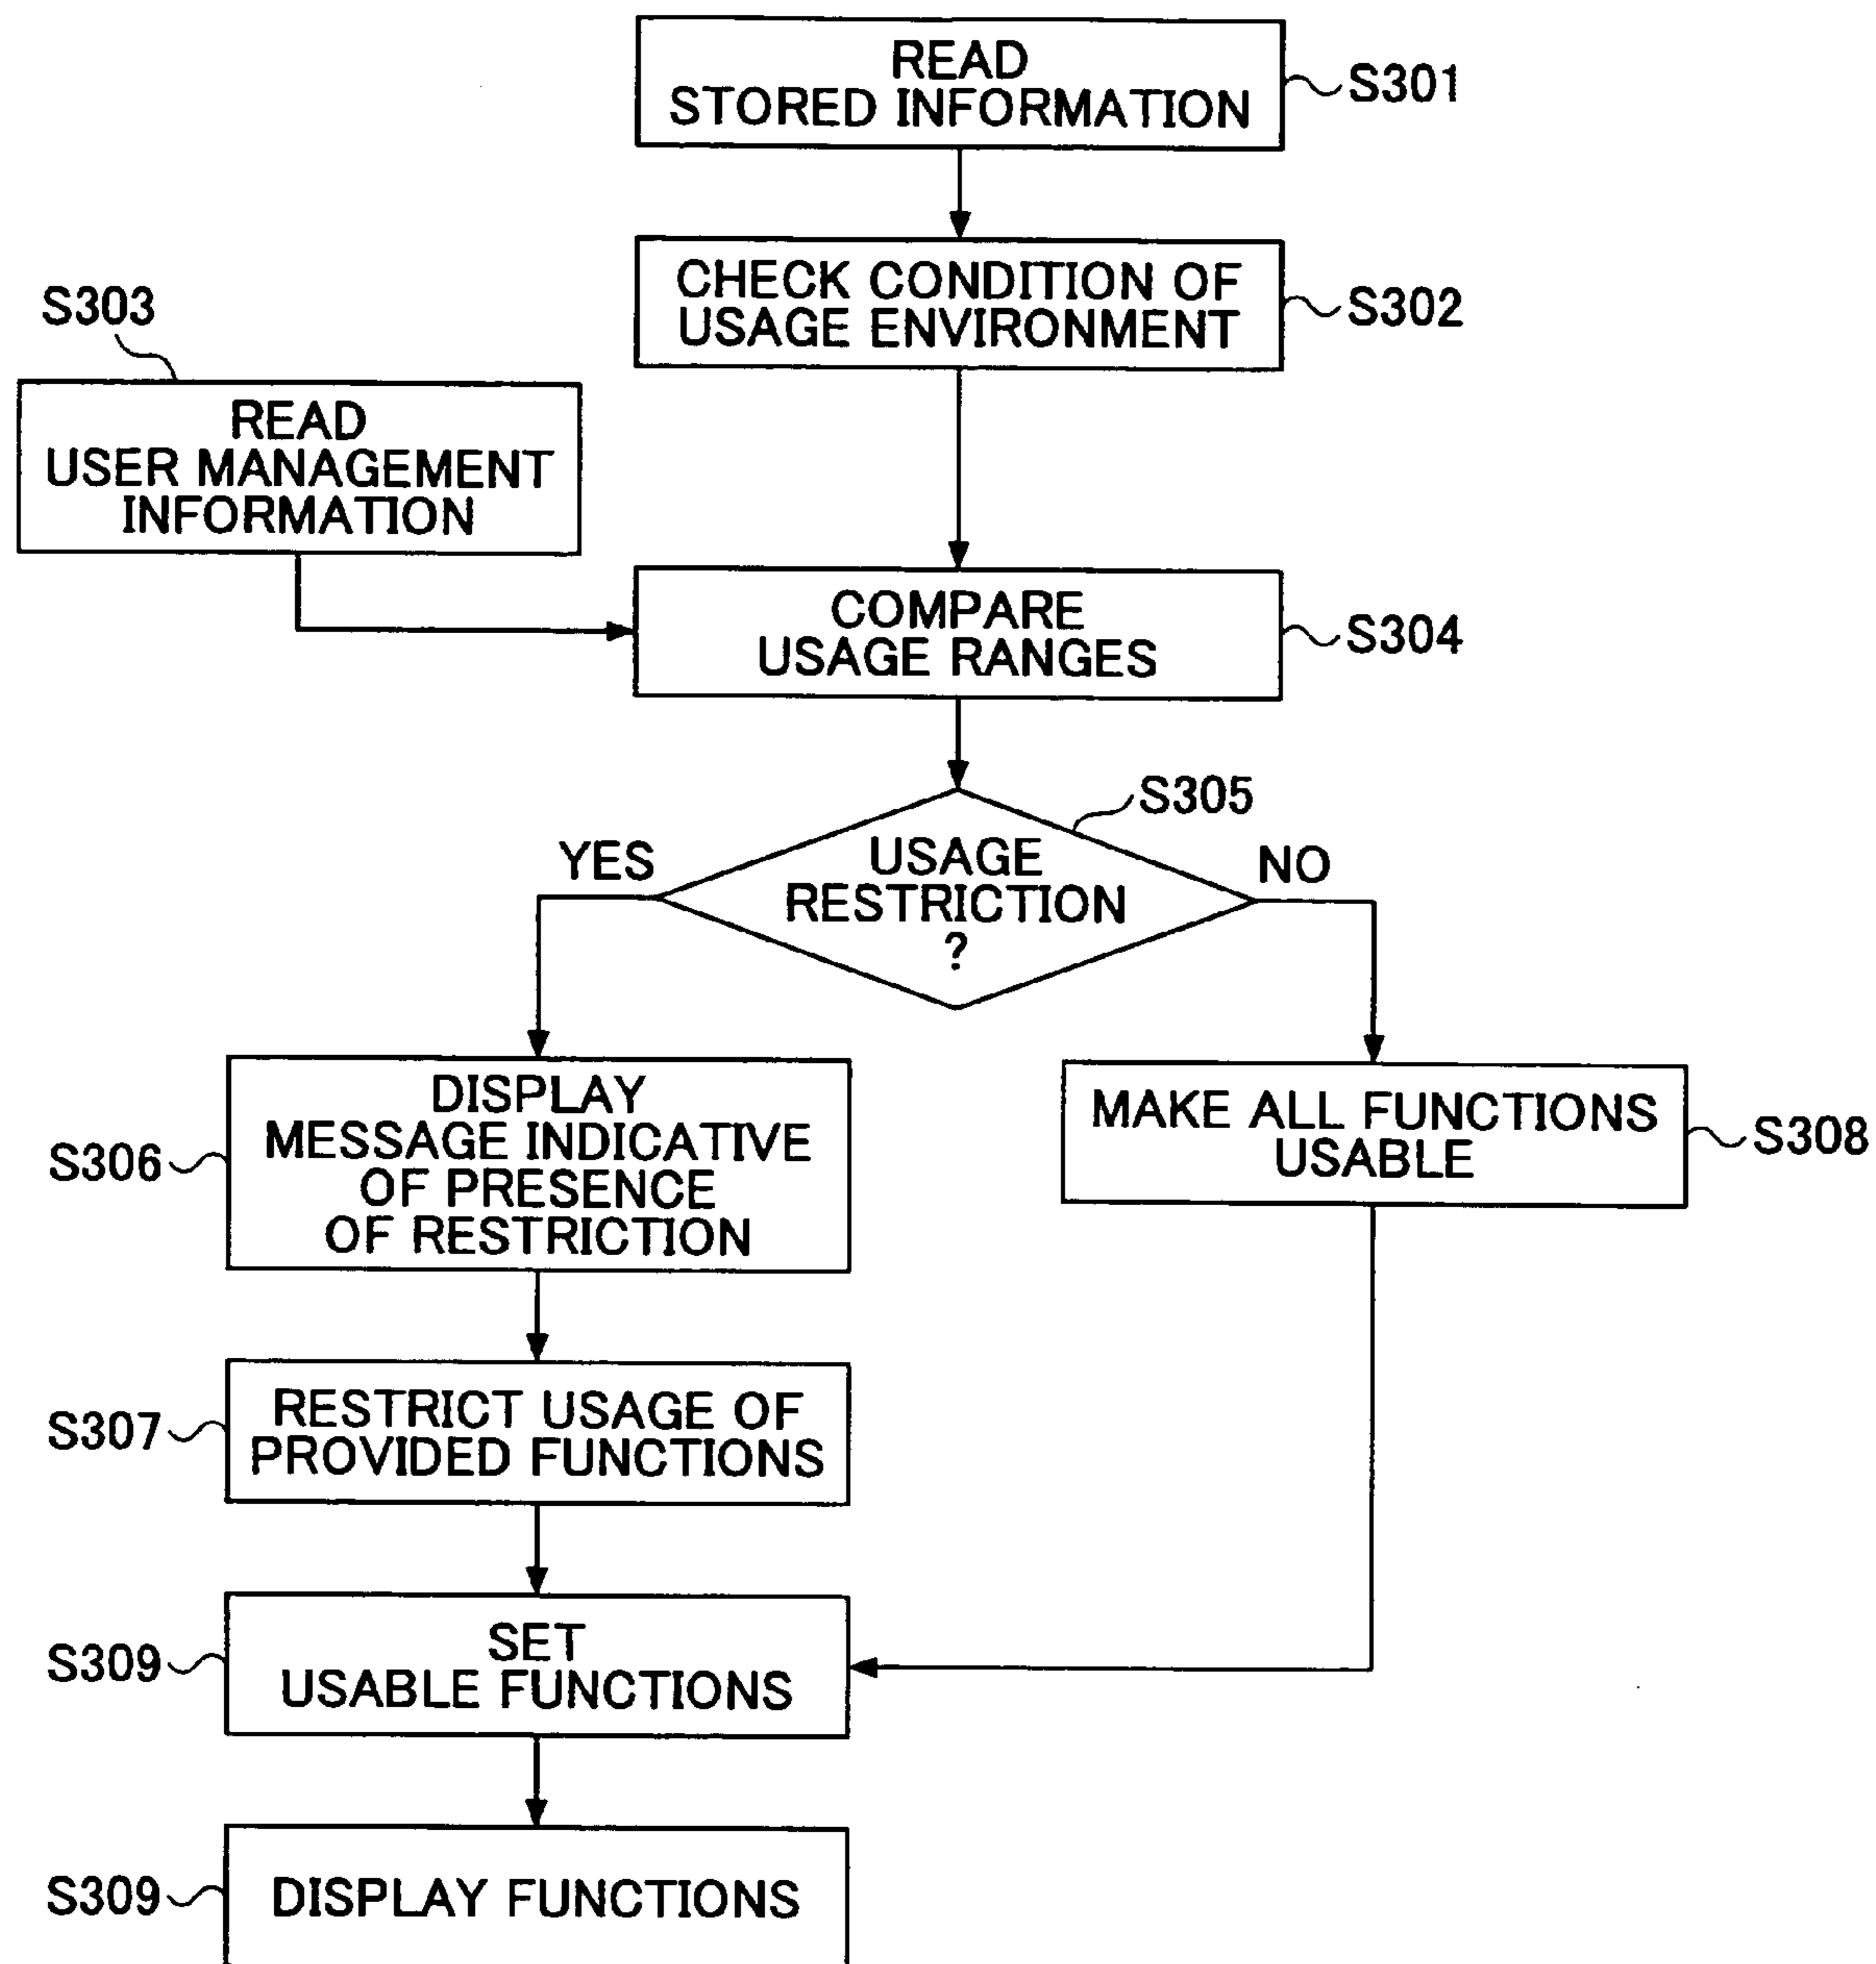 READ
STORED INFORMATION
S301
CHECK CONDITION OF
USAGE ENVIRONMENT
S302
S303
READ
USER MANAGEMENT
INFORMATION
COMPARE
USAGE RANGES
S304
S305
YES
USAGE
RESTRICTION
?
NO
DISPLAY
MESSAGE INDICATIVE
OF PRESENCE
OF RESTRICTION
S306
MAKE ALL FUNCTIONS
USABLE
S308
RESTRICT USAGE OF
PROVIDED FUNCTIONS
S307
SET
USABLE FUNCTIONS
S309
DISPLAY FUNCTIONS
S309